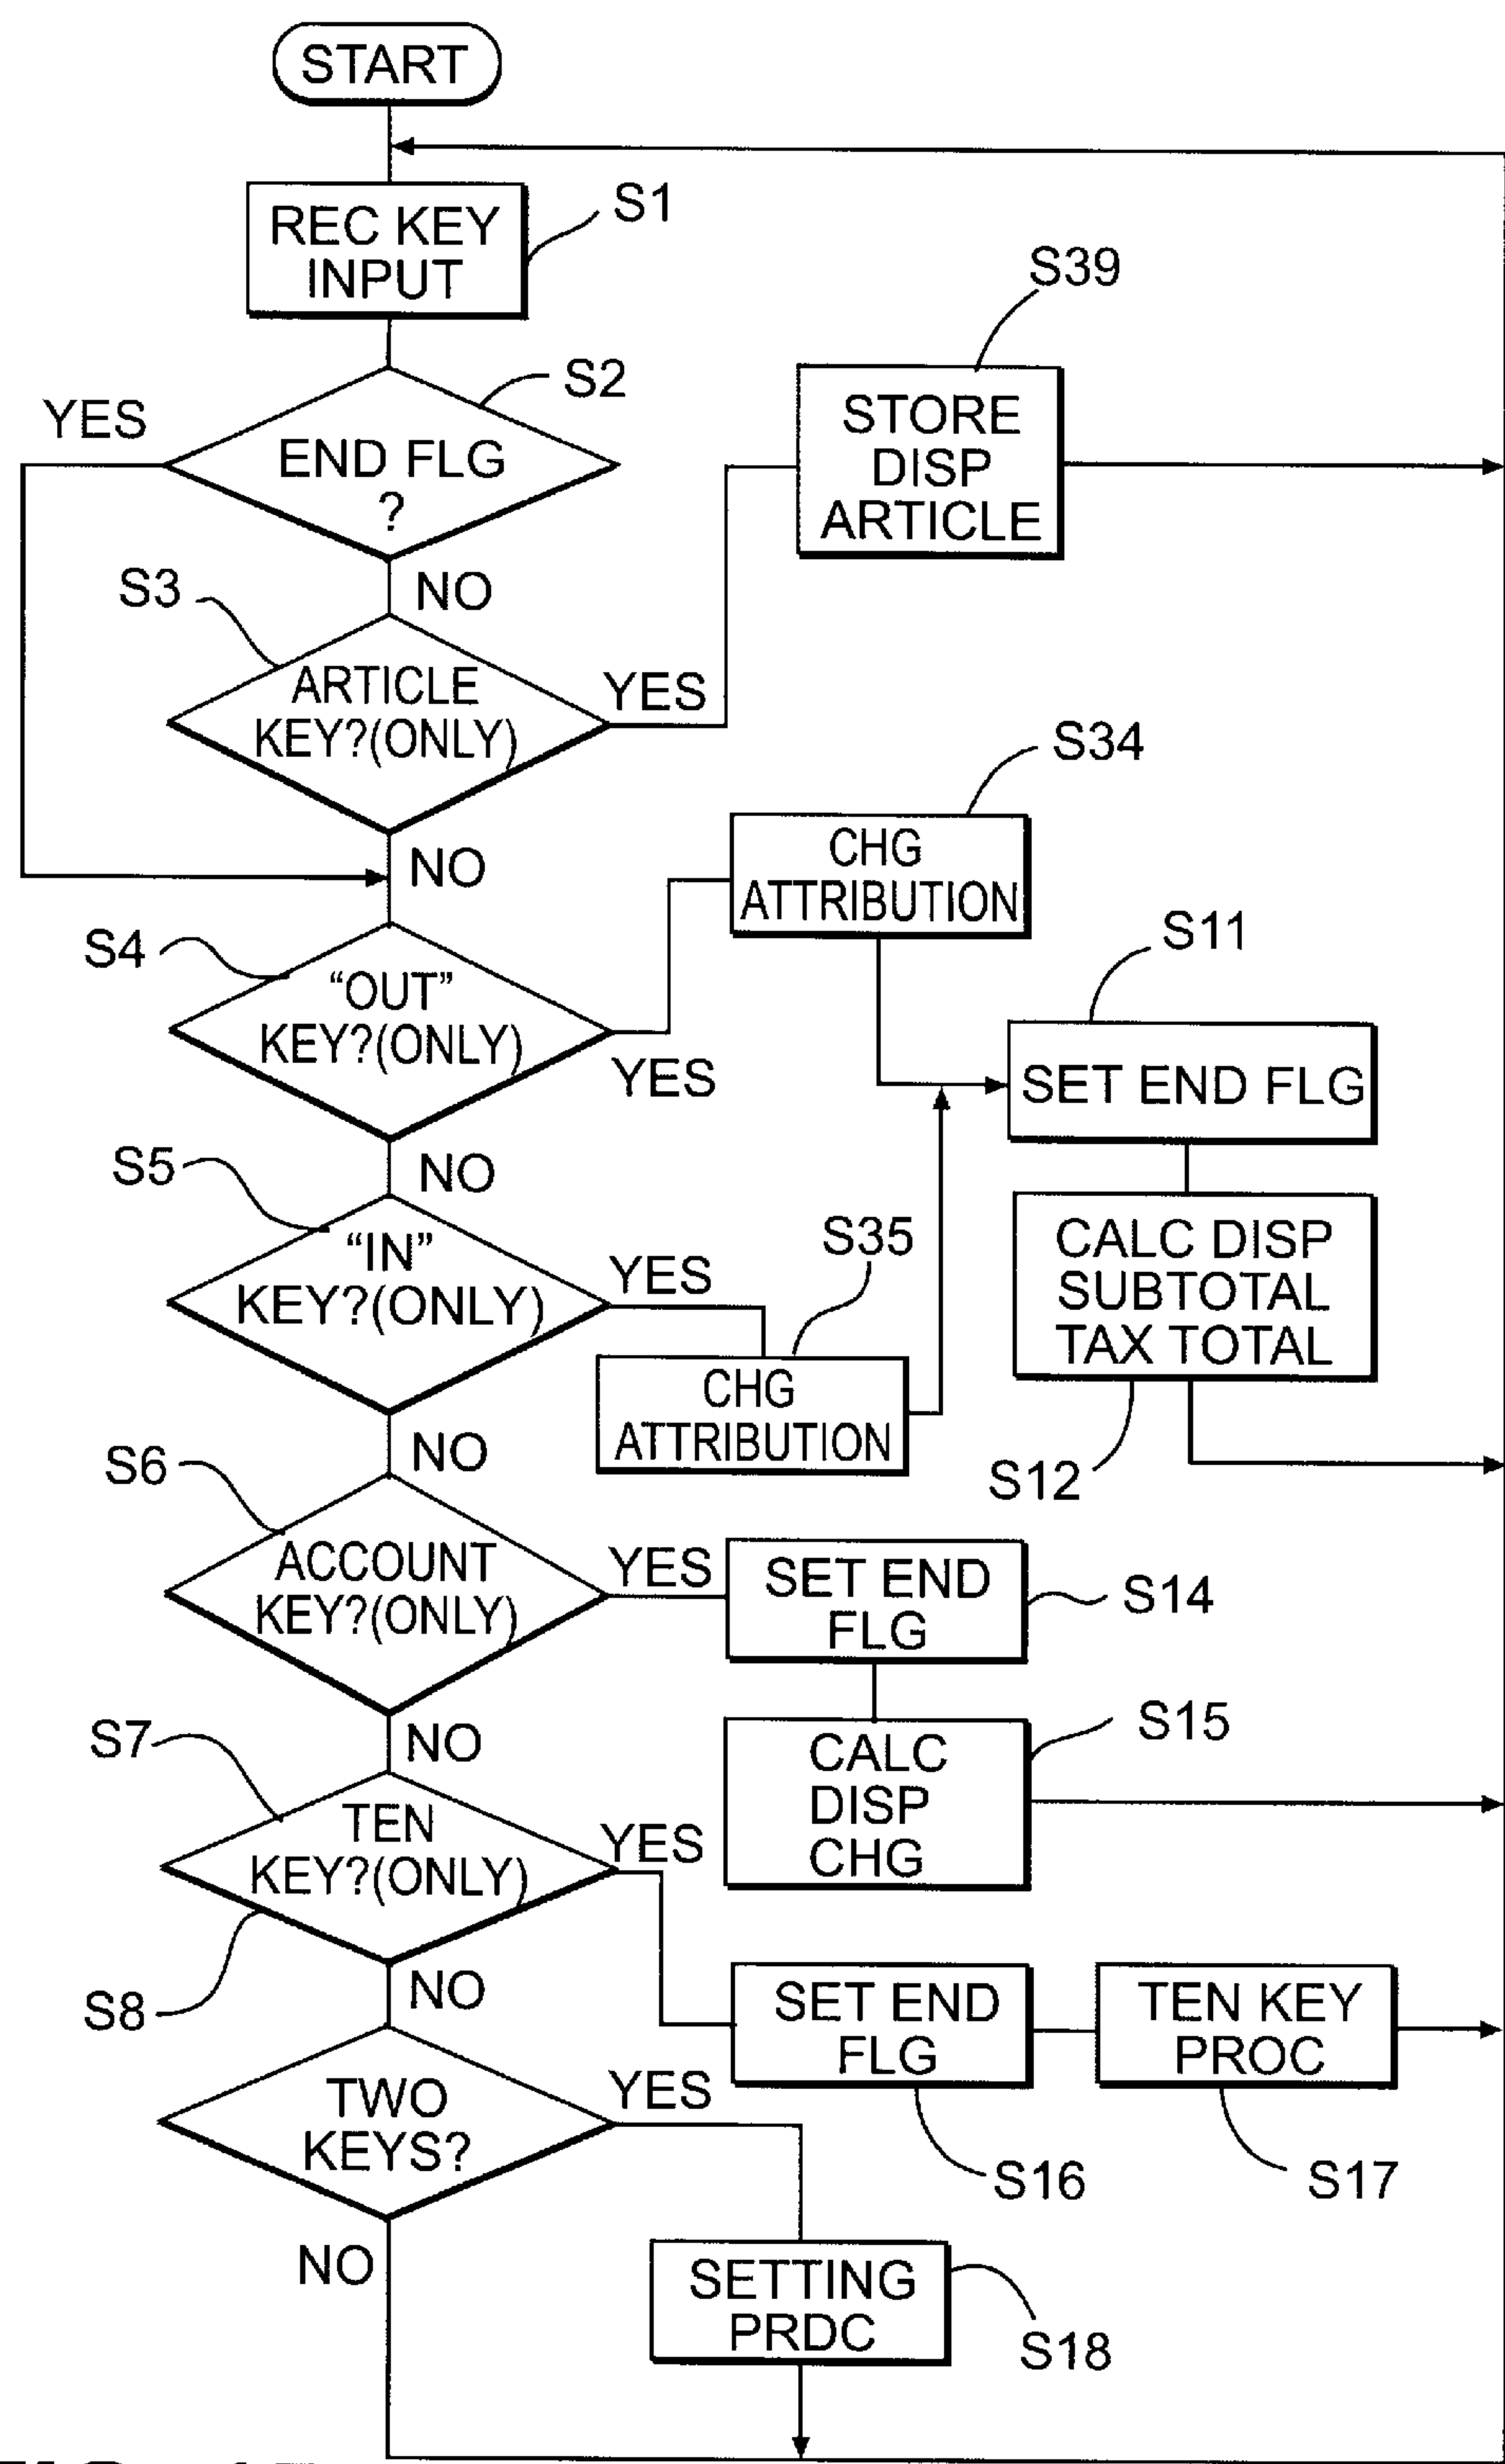 START
REC KEY
INPUT
S1
S39
S2
YES
END FLG
?
STORE
DISP
ARTICLE
S3
NO
ARTICLE
KEY?(ONLY)
YES
S34
NO
CHG
ATTRIBUTION
S4
S11
“OUT”
KEY?(ONLY)
YES
SET END FLG
S5
NO
“IN”
KEY?(ONLY)
YES
S35
CALC DISP
SUBTOTAL
TAX TOTAL
CHG
ATTRIBUTION
S12
S6
NO
ACCOUNT
KEY?(ONLY)
YES
SET END
FLG
S14
S7
NO
S15
CALC
DISP
CHG
TEN
KEY?(ONLY)
YES
S8
NO
SET END
FLG
TEN KEY
PROC
TWO
KEYS?
YES
S16
S17
NO
SETTING
PRDC
S18